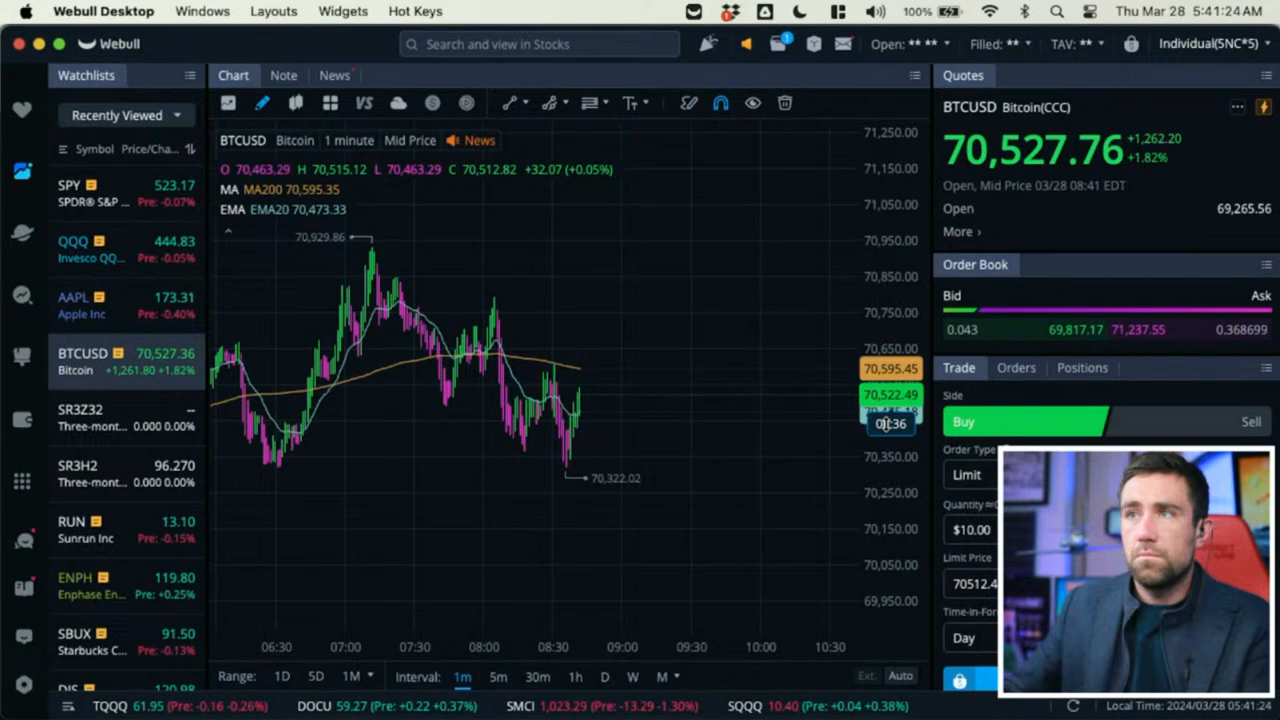 Webull Desktop Windows Layouts Widgets Hot Keys 100% Thu Mar 28 5:41:24 AM
Webull Search and view in Stocks 1 Open: ** ** Filled: ** TAV: ** Individual(5NC*5)
Watchlists
Recently Viewed
Symbol Price/Cha...
SPY 523.17
SPDR® S&P ... Pre: -0.07%
QQQ 444.83
Invesco QQ... Pre: -0.05%
AAPL 173.31
Apple Inc Pre: -0.40%
BTCUSD 70,527.36
Bitcoin +1,261.80 +1.82%
SR3Z32 --
Three-mont... 0.000 0.00%
SR3H2 96.270
Three-mont... 0.000 0.00%
RUN 13.10
Sunrun Inc Pre: -0.15%
ENPH 119.80
Enphase En... Pre: +0.25%
SBUX 91.50
Starbucks C... Pre: -0.13%
DIS 120.98
Chart Note News
VS
BTCUSD Bitcoin 1 minute Mid Price News
O 70,463.29 H 70,515.12 L 70,463.29 C 70,512.82 +32.07 (+0.05%)
MA MA200 70,595.35
EMA EMA20 70,473.33
70,929.86
70,322.02
71,250.00
71,150.00
71,050.00
70,950.00
70,850.00
70,750.00
70,650.00
70,595.45
70,522.49
70,350.00
70,250.00
70,150.00
70,050.00
69,950.00
06:30 07:00 07:30 08:00 08:30 09:00 09:30 10:00 10:30
Range: 1D 5D 1M Interval: 1m 5m 30m 1h D W M Ext. Auto
Quotes
BTCUSD Bitcoin(CCC)
70,527.76 +1,262.20
+1.82%
Open, Mid Price 03/28 08:41 EDT
Open 69,265.56
More ›
Order Book
Bid Ask
0.043 69,817.17 71,237.55 0.368699
Trade Orders Positions
Side
Buy Sell
Order Type
Limit
Quantity
$10.00
Limit Price
70512.4
Time-in-For
Day
TQQQ 61.95 (Pre: -0.16 -0.26%) DOCU 59.27 (Pre: +0.22 +0.37%) SMCI 1,023.29 (Pre: -13.29 -1.30%) SQQQ 10.40 (Pre: +0.04 +0.38%) Local Time: 2024/03/28 05:41:24